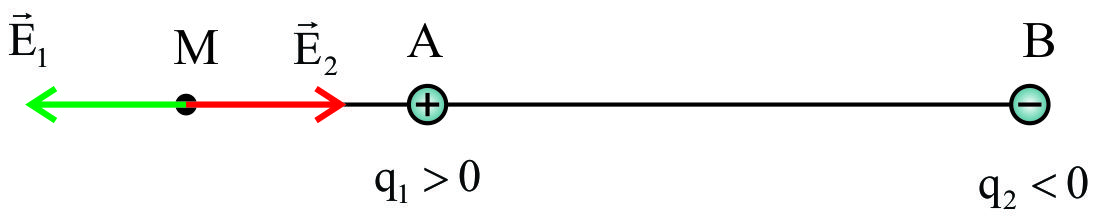 E⃗₁ M E⃗₂ A B
+ −
q₁ > 0 q₂ < 0